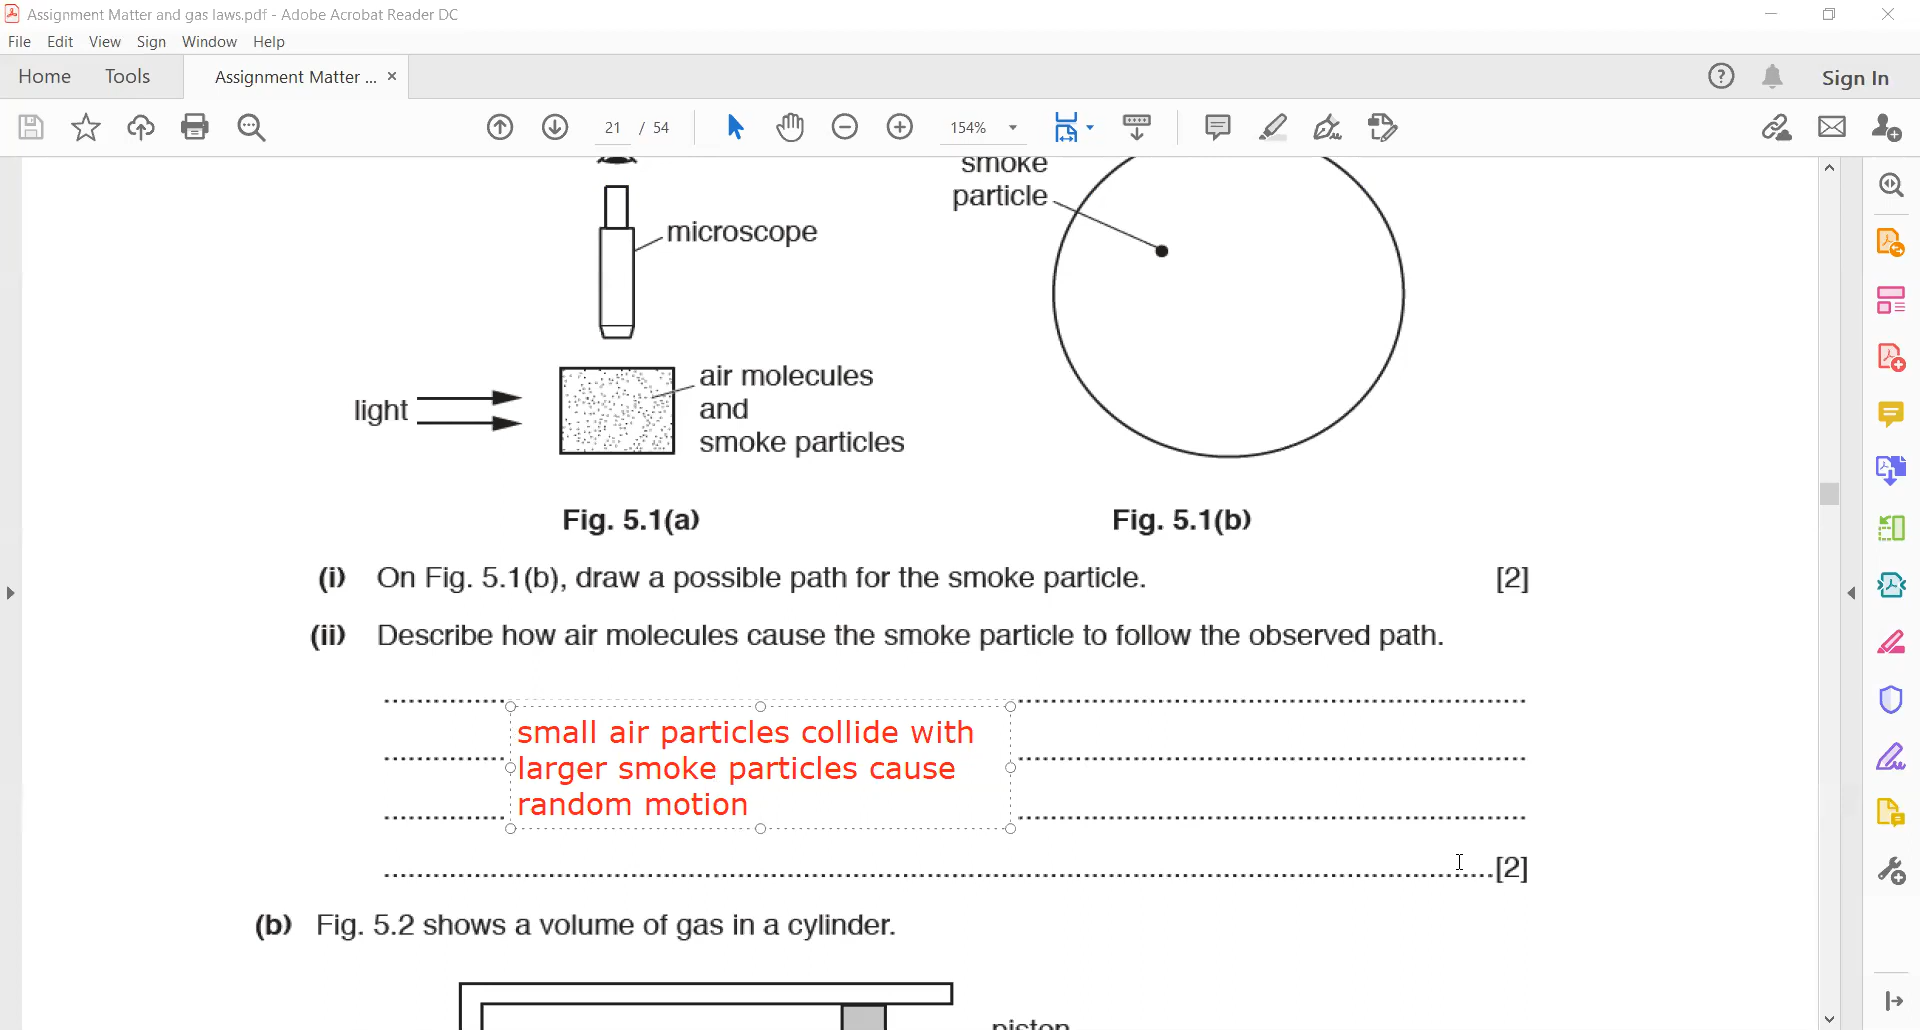 Assignment Matter and gas laws.pdf - Adobe Acrobat Reader DC
File Edit View Sign Window Help
Home Tools Assignment Matter ... × Sign In
21 / 54 154%
smoke
particle
microscope
air molecules
and
smoke particles
light
Fig. 5.1(a) Fig. 5.1(b)
(i) On Fig. 5.1(b), draw a possible path for the smoke particle. [2]
(ii) Describe how air molecules cause the smoke particle to follow the observed path.
small air particles collide with
larger smoke particles cause
random motion
[2]
(b) Fig. 5.2 shows a volume of gas in a cylinder.
piston